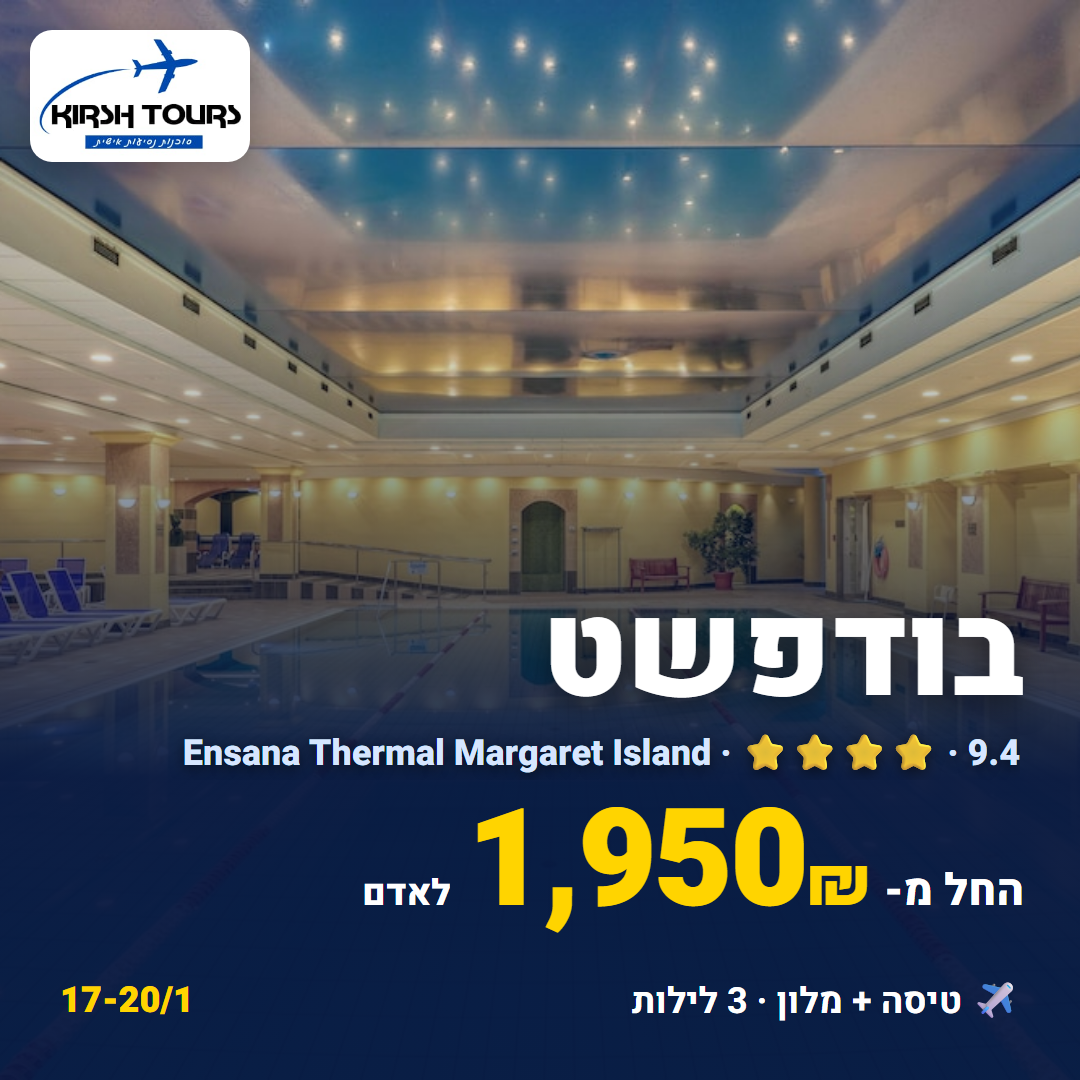 KIRSH TOURS
סוכנות נסיעות אישית
בודפשט
Ensana Thermal Margaret Island · ⭐⭐⭐⭐ · 9.4
החל מ- ₪1,950 לאדם
✈️ טיסה + מלון · 3 לילות
17-20/1